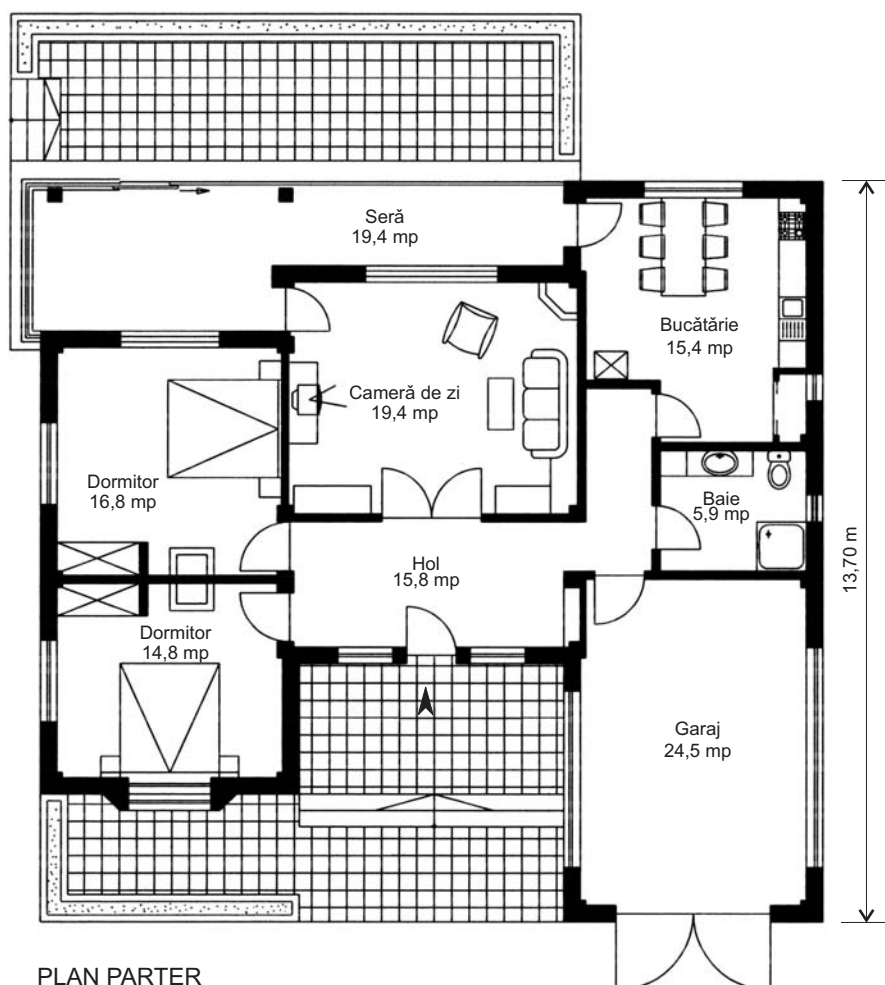 Seră
19,4 mp
Bucătărie
15,4 mp
Cameră de zi
19,4 mp
Dormitor
16,8 mp
Baie
5,9 mp
Hol
15,8 mp
13,70 m
Dormitor
14,8 mp
Garaj
24,5 mp
PLAN PARTER